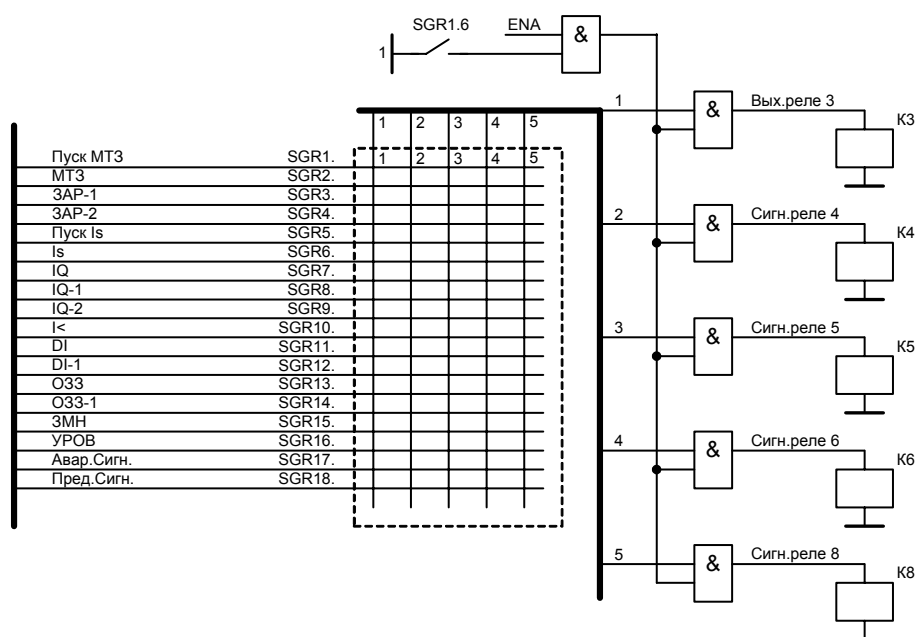 SGR1.6 ENA &
1
1 & Вых.реле 3 К3
1 2 3 4 5
Пуск МТЗ SGR1. 1 2 3 4 5
МТЗ SGR2.
ЗАР-1 SGR3.
ЗАР-2 SGR4.
2 & Сигн.реле 4 К4
Пуск Is SGR5.
Is SGR6.
IQ SGR7.
IQ-1 SGR8.
IQ-2 SGR9.
I< SGR10.
3 & Сигн.реле 5 К5
DI SGR11.
DI-1 SGR12.
ОЗЗ SGR13.
ОЗЗ-1 SGR14.
ЗМН SGR15.
УРОВ SGR16.
4 & Сигн.реле 6 К6
Авар.Сигн. SGR17.
Пред.Сигн. SGR18.
5 & Сигн.реле 8 К8